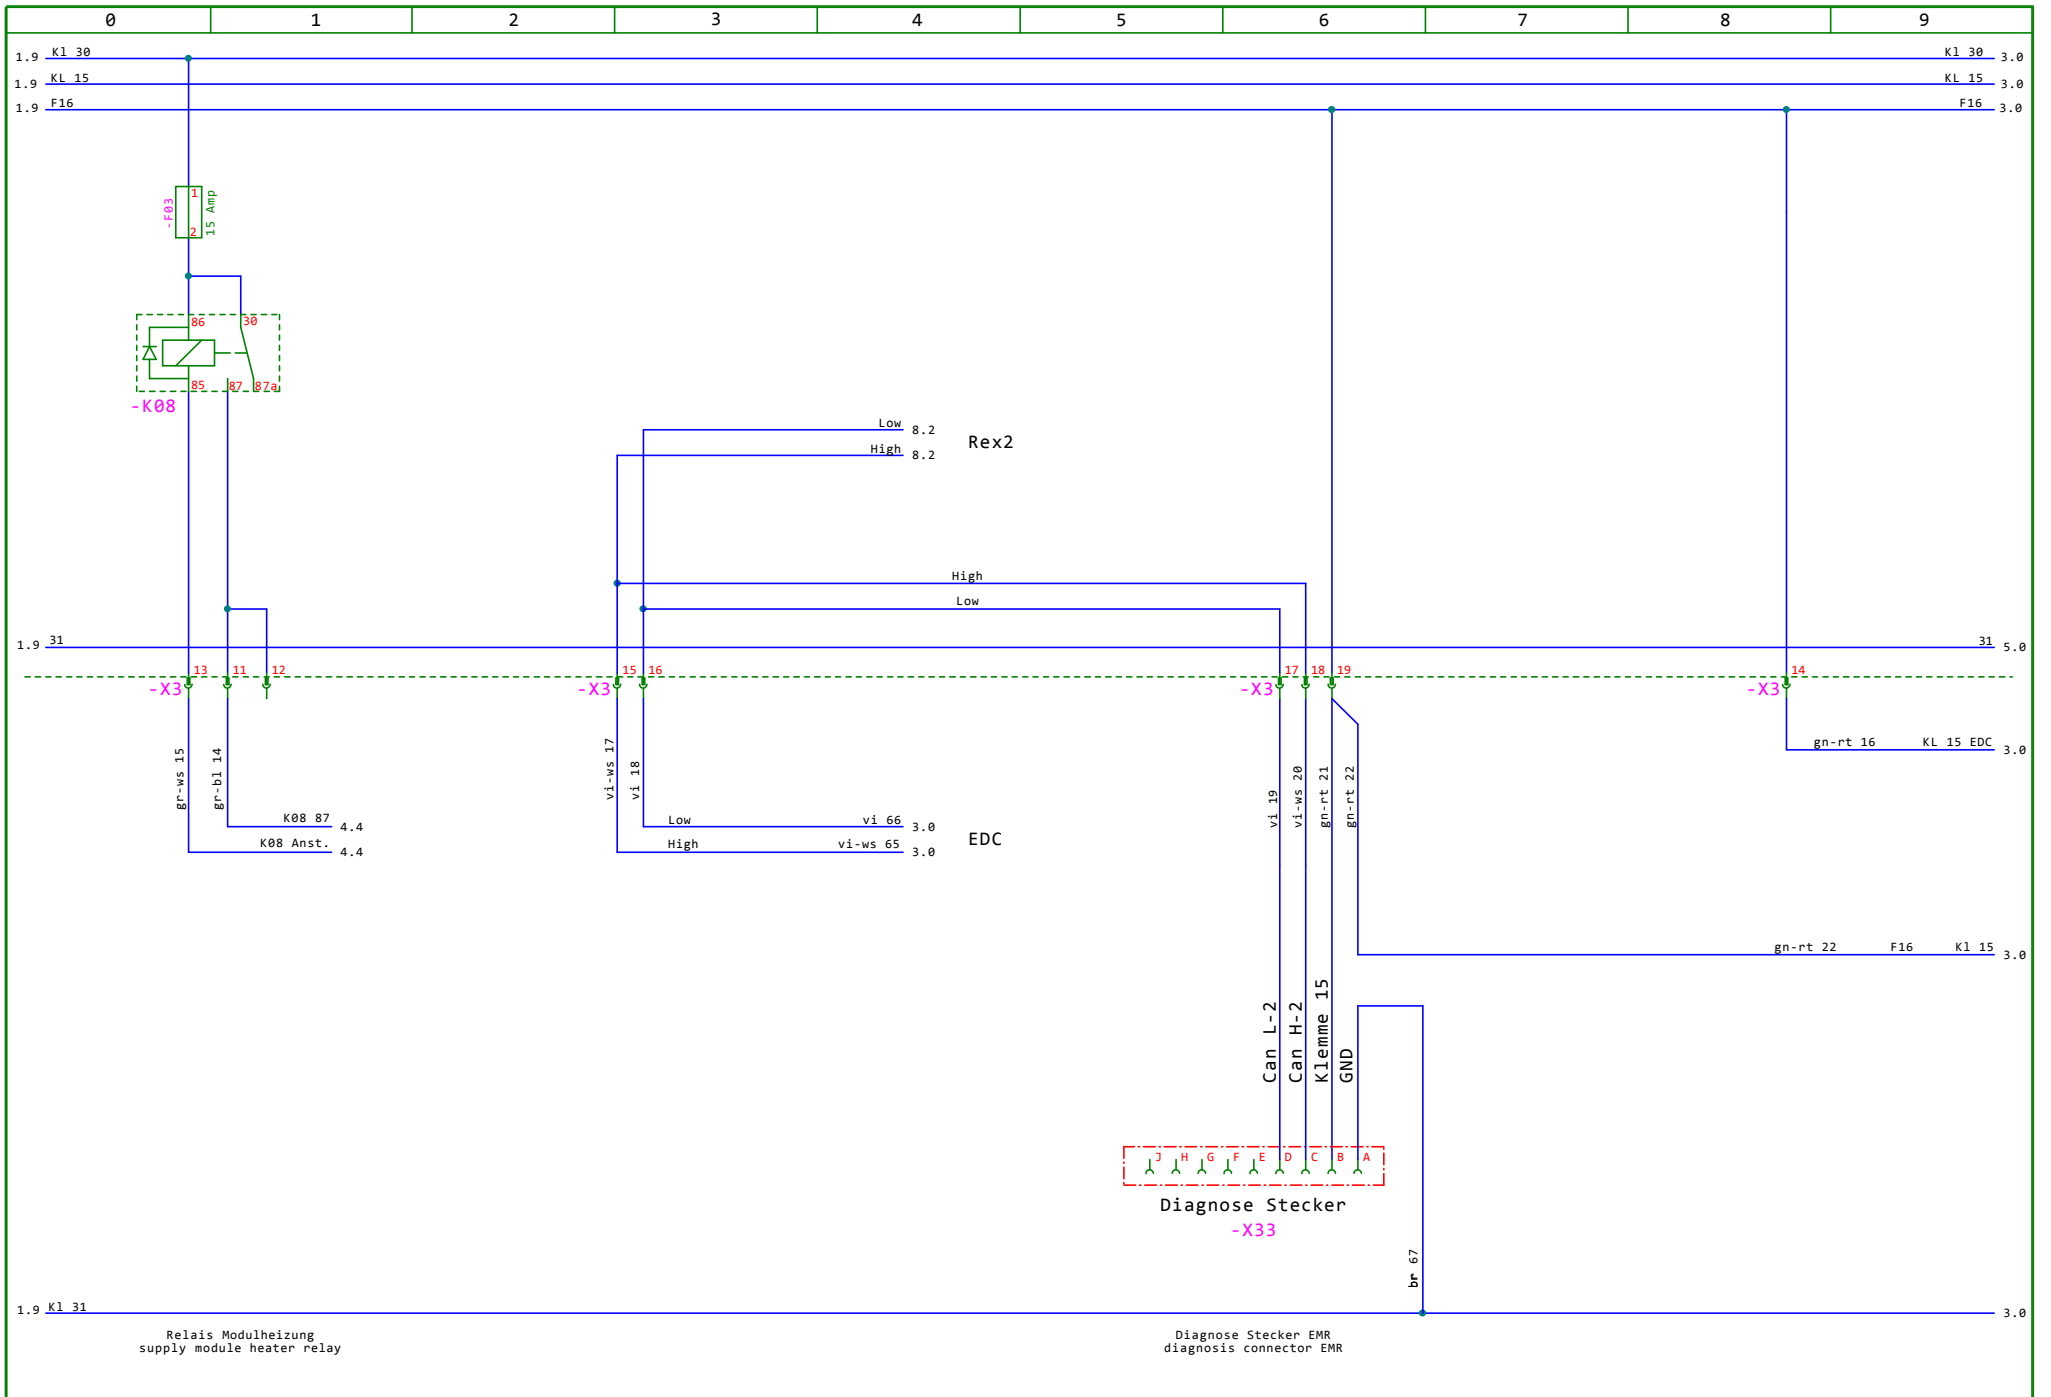 0 1 2 3 4 5 6 7 8 9
1.9 Kl 30 Kl 30 3.0
1.9 KL 15 KL 15 3.0
1.9 F16 F16 3.0
-F03 1 2 15 Amp
86 30
85 87 87a
-K08
Low 8.2
High 8.2
Rex2
High
Low
1.9 31 31 5.0
-X3 13 11 12
-X3 15 16
-X3 17 18 19
-X3 14
gr-ws 15
gr-bl 14
vi-ws 17
vi 18
vi 19
vi-ws 20
gn-rt 21
gn-rt 22
gn-rt 16 KL 15 EDC 3.0
K08 87 4.4
K08 Anst. 4.4
Low vi 66 3.0
High vi-ws 65 3.0
EDC
gn-rt 22 F16 Kl 15 3.0
Can L-2
Can H-2
Klemme 15
GND
J H G F E D C B A
Diagnose Stecker
-X33
br 67
1.9 Kl 31 3.0
Relais Modulheizung
supply module heater relay
Diagnose Stecker EMR
diagnosis connector EMR